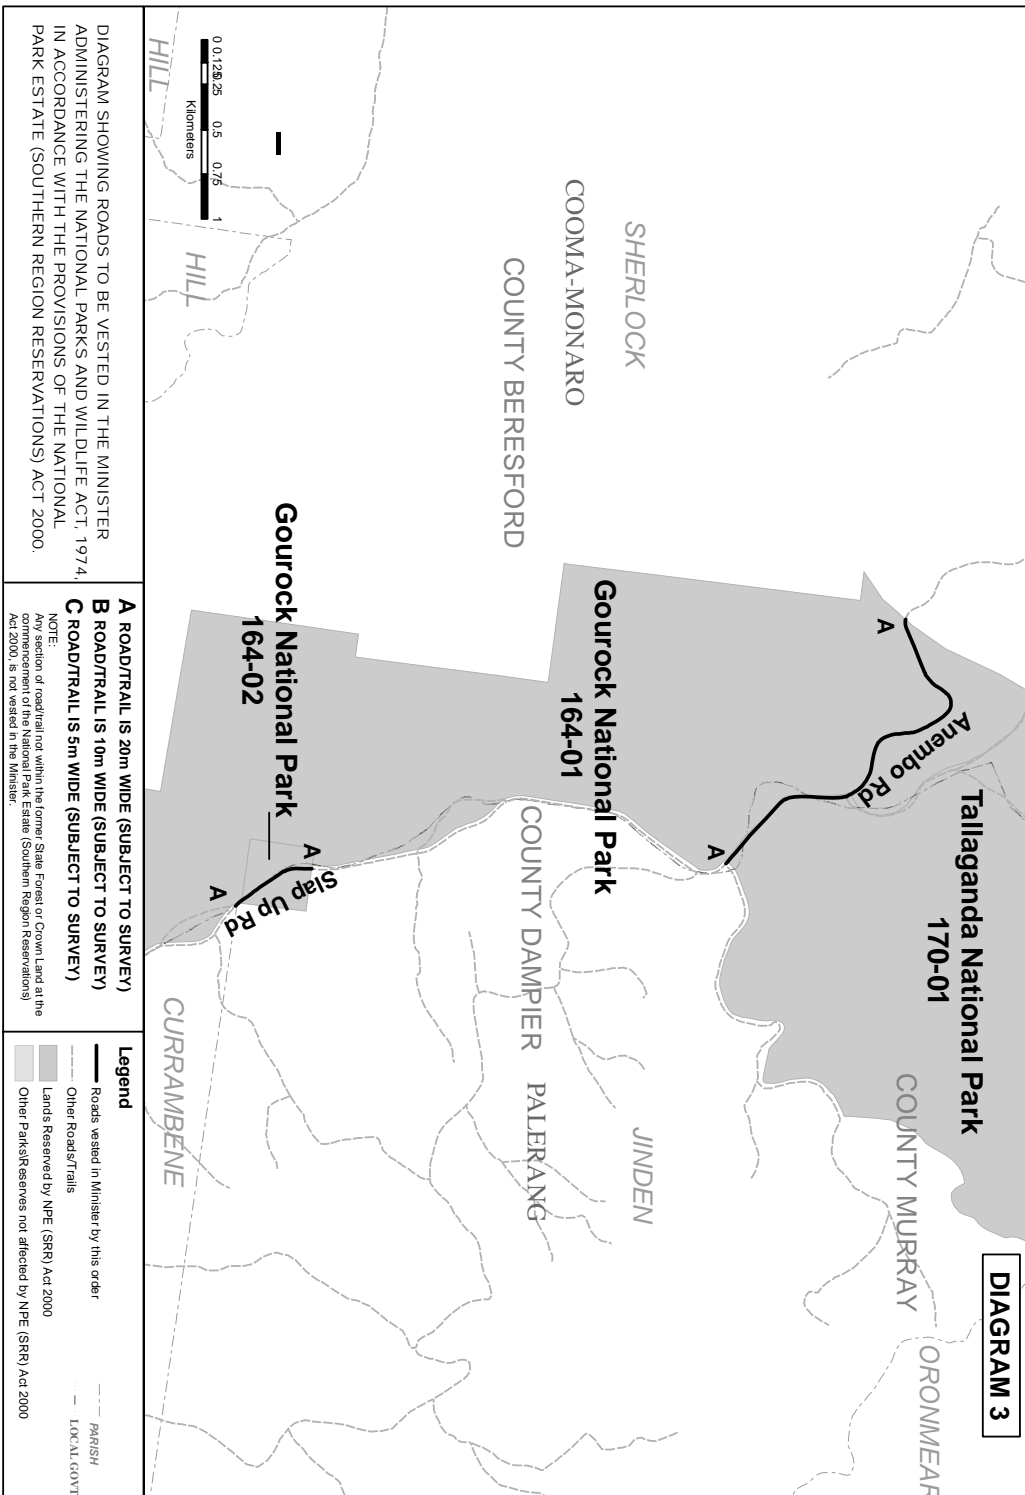 DIAGRAM 3
Tallaganda National Park
170-01
Anembo Rd
A
A
Gourock National Park
164-01
Gourock National Park
164-02
Slap Up Rd
A
A
SHERLOCK
COOMA-MONARO
COUNTY BERESFORD
COUNTY DAMPIER
PALERANG
JINDEN
COUNTY MURRAY
ORONMEAR
CURRAMBENE
HILL
HILL
0 0.125 0.25 0.5 0.75 1
Kilometers
DIAGRAM SHOWING ROADS TO BE VESTED IN THE MINISTER
ADMINISTERING THE NATIONAL PARKS AND WILDLIFE ACT, 1974,
IN ACCORDANCE WITH THE PROVISIONS OF THE NATIONAL
PARK ESTATE (SOUTHERN REGION RESERVATIONS) ACT 2000.
A ROAD/TRAIL IS 20m WIDE (SUBJECT TO SURVEY)
B ROAD/TRAIL IS 10m WIDE (SUBJECT TO SURVEY)
C ROAD/TRAIL IS 5m WIDE (SUBJECT TO SURVEY)
NOTE:
Any section of road/trail not within the former State Forest or Crown Land at the
commencement of the National Park Estate (Southern Region Reservations)
Act 2000, is not vested in the Minister.
Legend
Roads vested in Minister by this order
Other Roads/Trails
Lands Reserved by NPE (SRR) Act 2000
Other Parks\Reserves not affected by NPE (SRR) Act 2000
PARISH
LOCAL GOVT